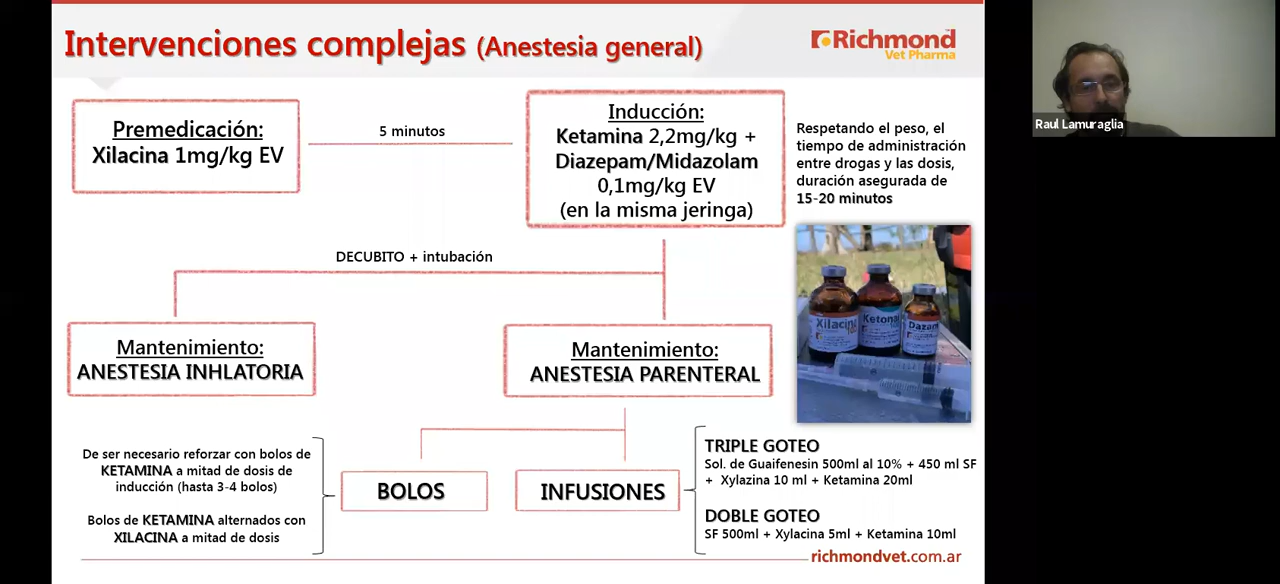 Intervenciones complejas (Anestesia general)
Richmond
Vet Pharma
Premedicación:
Xilacina 1mg/kg EV
5 minutos
Inducción:
Ketamina 2,2mg/kg +
Diazepam/Midazolam
0,1mg/kg EV
(en la misma jeringa)
Respetando el peso, el
tiempo de administración
entre drogas y las dosis,
duración asegurada de
15-20 minutos
DECUBITO + intubación
Mantenimiento:
ANESTESIA INHLATORIA
Mantenimiento:
ANESTESIA PARENTERAL
Xilacina
Ketonal
Dazam
De ser necesario reforzar con bolos de
KETAMINA a mitad de dosis de
inducción (hasta 3-4 bolos)
Bolos de KETAMINA alternados con
XILACINA a mitad de dosis
BOLOS
INFUSIONES
TRIPLE GOTEO
Sol. de Guaifenesin 500ml al 10% + 450 ml SF
+ Xylazina 10 ml + Ketamina 20ml
DOBLE GOTEO
SF 500ml + Xylacina 5ml + Ketamina 10ml
richmondvet.com.ar
Raul Lamuraglia